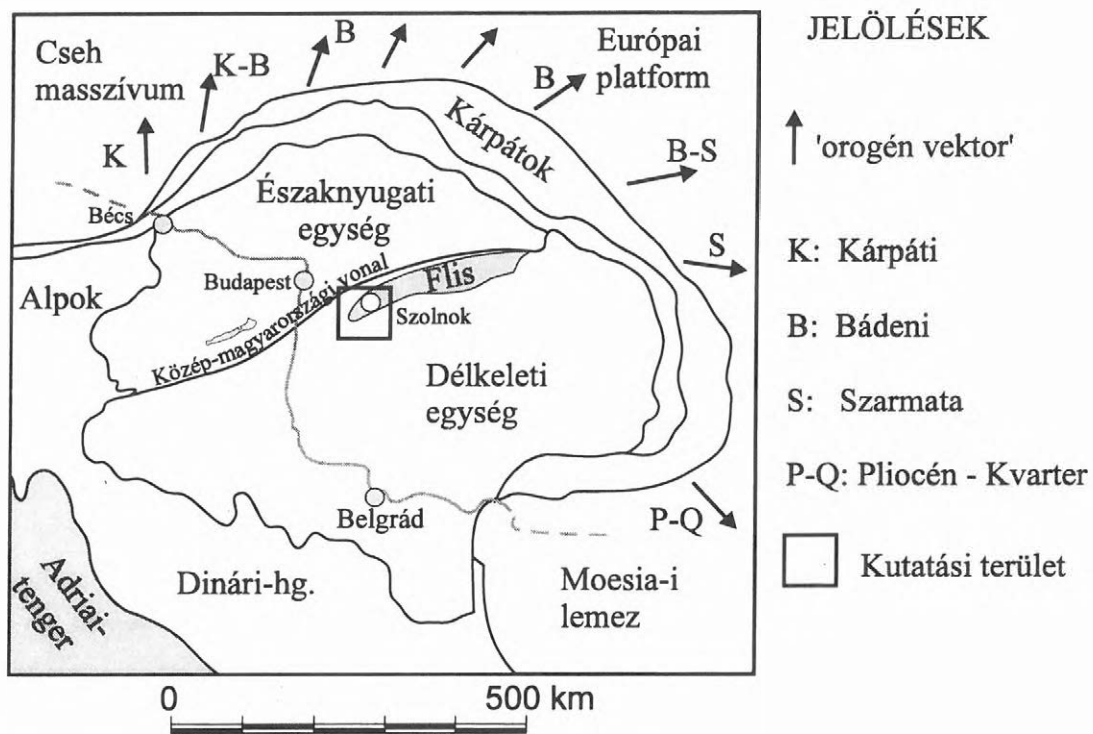 Cseh
masszívum
B
K-B
K
B
Európai
platform
Kárpátok
B-S
S
Északnyugati
egység
Bécs
Budapest
Flis
Szolnok
Alpok
Közép-magyarországi vonal
Délkeleti
egység
Belgrád
P-Q
Dinári-hg.
Moesia-i
lemez
Adriai-
tenger
0 500 km
JELÖLÉSEK
'orogén vektor'
K: Kárpáti
B: Bádeni
S: Szarmata
P-Q: Pliocén - Kvarter
Kutatási terület